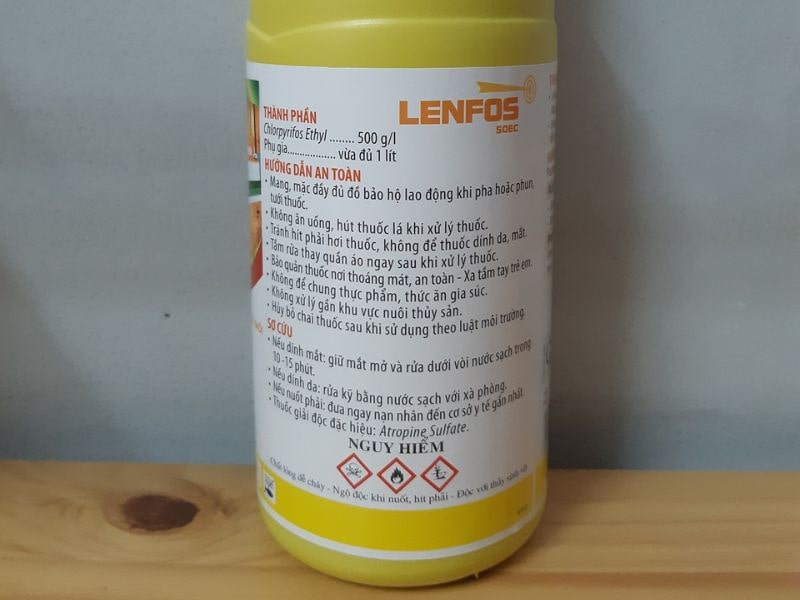 LENFOS
50EC
THÀNH PHẦN
Chlorpyrifos Ethyl ........ 500 g/l
Phụ gia.................. vừa đủ 1 lít
HƯỚNG DẪN AN TOÀN
• Mang, mặc đầy đủ đồ bảo hộ lao động khi pha hoặc phun,
tưới thuốc.
• Không ăn uống, hút thuốc lá khi xử lý thuốc.
• Tránh hít phải hơi thuốc, không để thuốc dính da, mắt.
• Tắm rửa thay quần áo ngay sau khi xử lý thuốc.
• Bảo quản thuốc nơi thoáng mát, an toàn - Xa tầm tay trẻ em.
• Không để chung thực phẩm, thức ăn gia súc.
• Không xử lý gần khu vực nuôi thủy sản.
• Hủy bỏ chai thuốc sau khi sử dụng theo luật môi trường.
SƠ CỨU
• Nếu dính mắt: giữ mắt mở và rửa dưới vòi nước sạch trong
10 -15 phút.
• Nếu dính da: rửa kỹ bằng nước sạch với xà phòng.
• Nếu nuốt phải: đưa ngay nạn nhân đến cơ sở y tế gần nhất.
• Thuốc giải độc đặc hiệu: Atropine Sulfate.
NGUY HIỂM
Chất lỏng dễ cháy - Ngộ độc khi nuốt, hít phải - Độc với thủy sinh vật